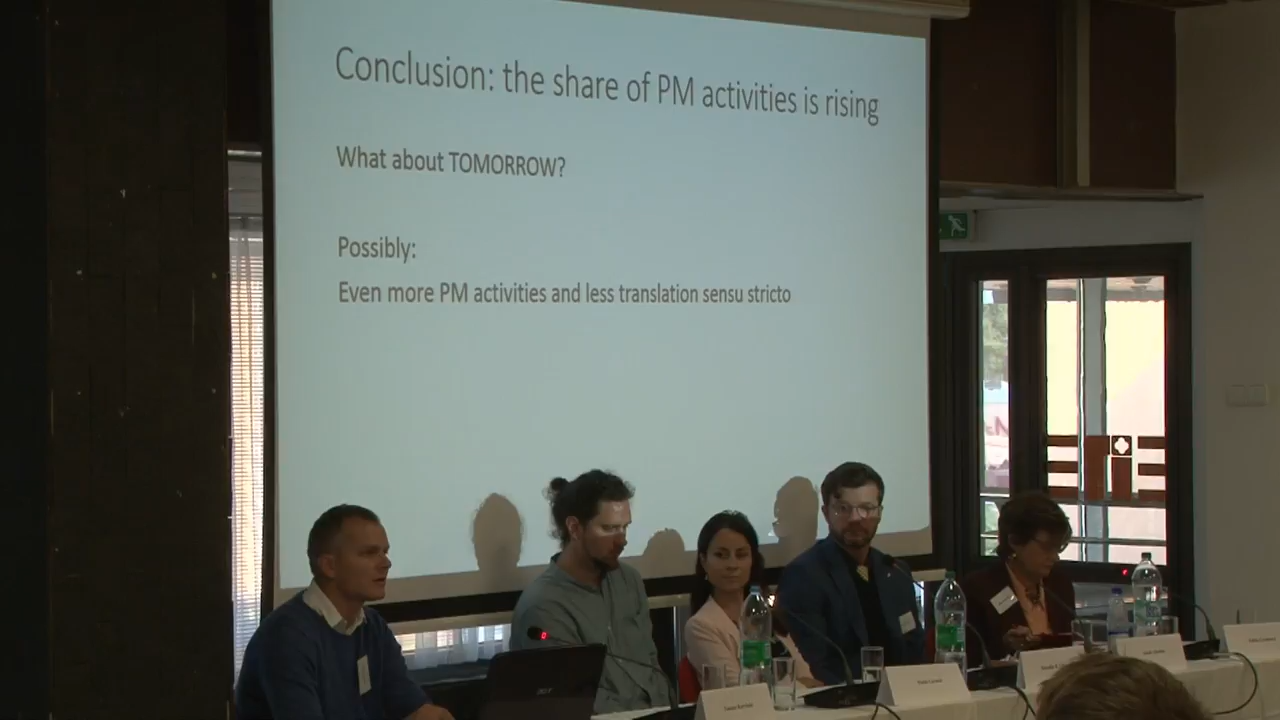 Conclusion: the share of PM activities is rising
What about TOMORROW?
Possibly:
Even more PM activities and less translation sensu stricto
acer